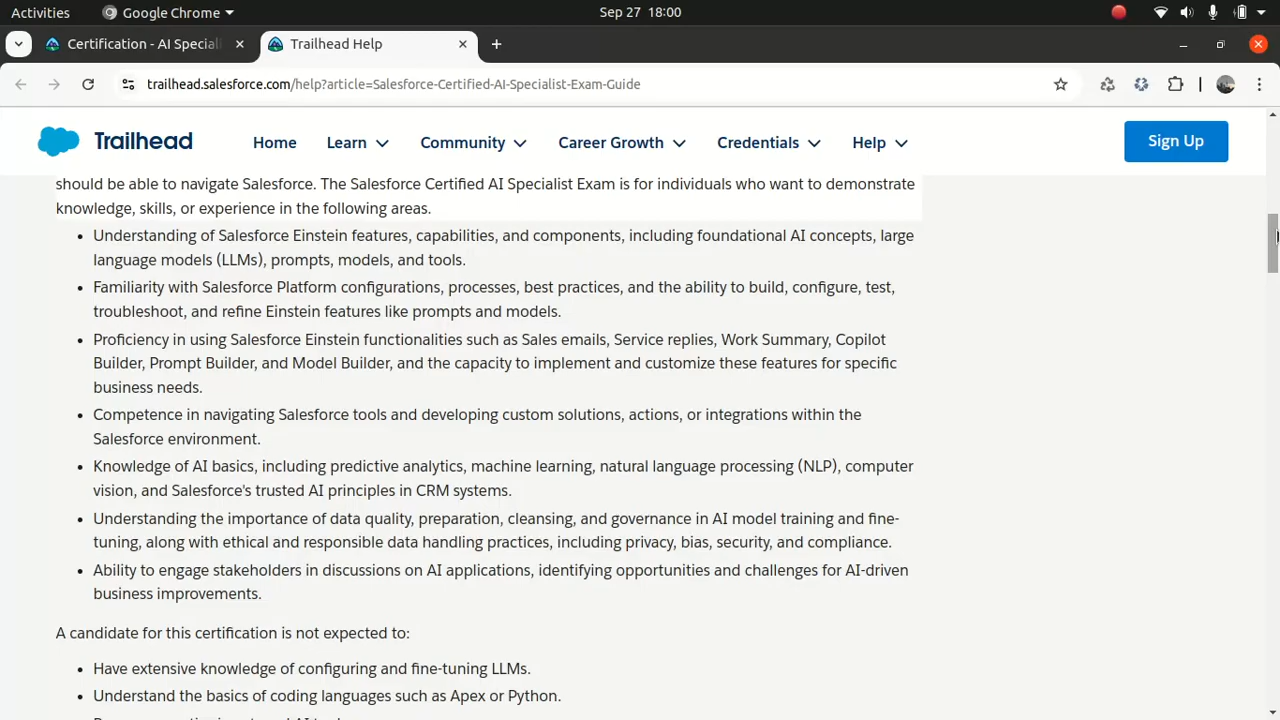 Activities Google Chrome Sep 27 18:00
Certification - AI Speciali Trailhead Help
trailhead.salesforce.com/help?article=Salesforce-Certified-AI-Specialist-Exam-Guide
Trailhead Home Learn Community Career Growth Credentials Help Sign Up
should be able to navigate Salesforce. The Salesforce Certified AI Specialist Exam is for individuals who want to demonstrate
knowledge, skills, or experience in the following areas.
• Understanding of Salesforce Einstein features, capabilities, and components, including foundational AI concepts, large
language models (LLMs), prompts, models, and tools.
• Familiarity with Salesforce Platform configurations, processes, best practices, and the ability to build, configure, test,
troubleshoot, and refine Einstein features like prompts and models.
• Proficiency in using Salesforce Einstein functionalities such as Sales emails, Service replies, Work Summary, Copilot
Builder, Prompt Builder, and Model Builder, and the capacity to implement and customize these features for specific
business needs.
• Competence in navigating Salesforce tools and developing custom solutions, actions, or integrations within the
Salesforce environment.
• Knowledge of AI basics, including predictive analytics, machine learning, natural language processing (NLP), computer
vision, and Salesforce's trusted AI principles in CRM systems.
• Understanding the importance of data quality, preparation, cleansing, and governance in AI model training and fine-
tuning, along with ethical and responsible data handling practices, including privacy, bias, security, and compliance.
• Ability to engage stakeholders in discussions on AI applications, identifying opportunities and challenges for AI-driven
business improvements.
A candidate for this certification is not expected to:
• Have extensive knowledge of configuring and fine-tuning LLMs.
• Understand the basics of coding languages such as Apex or Python.